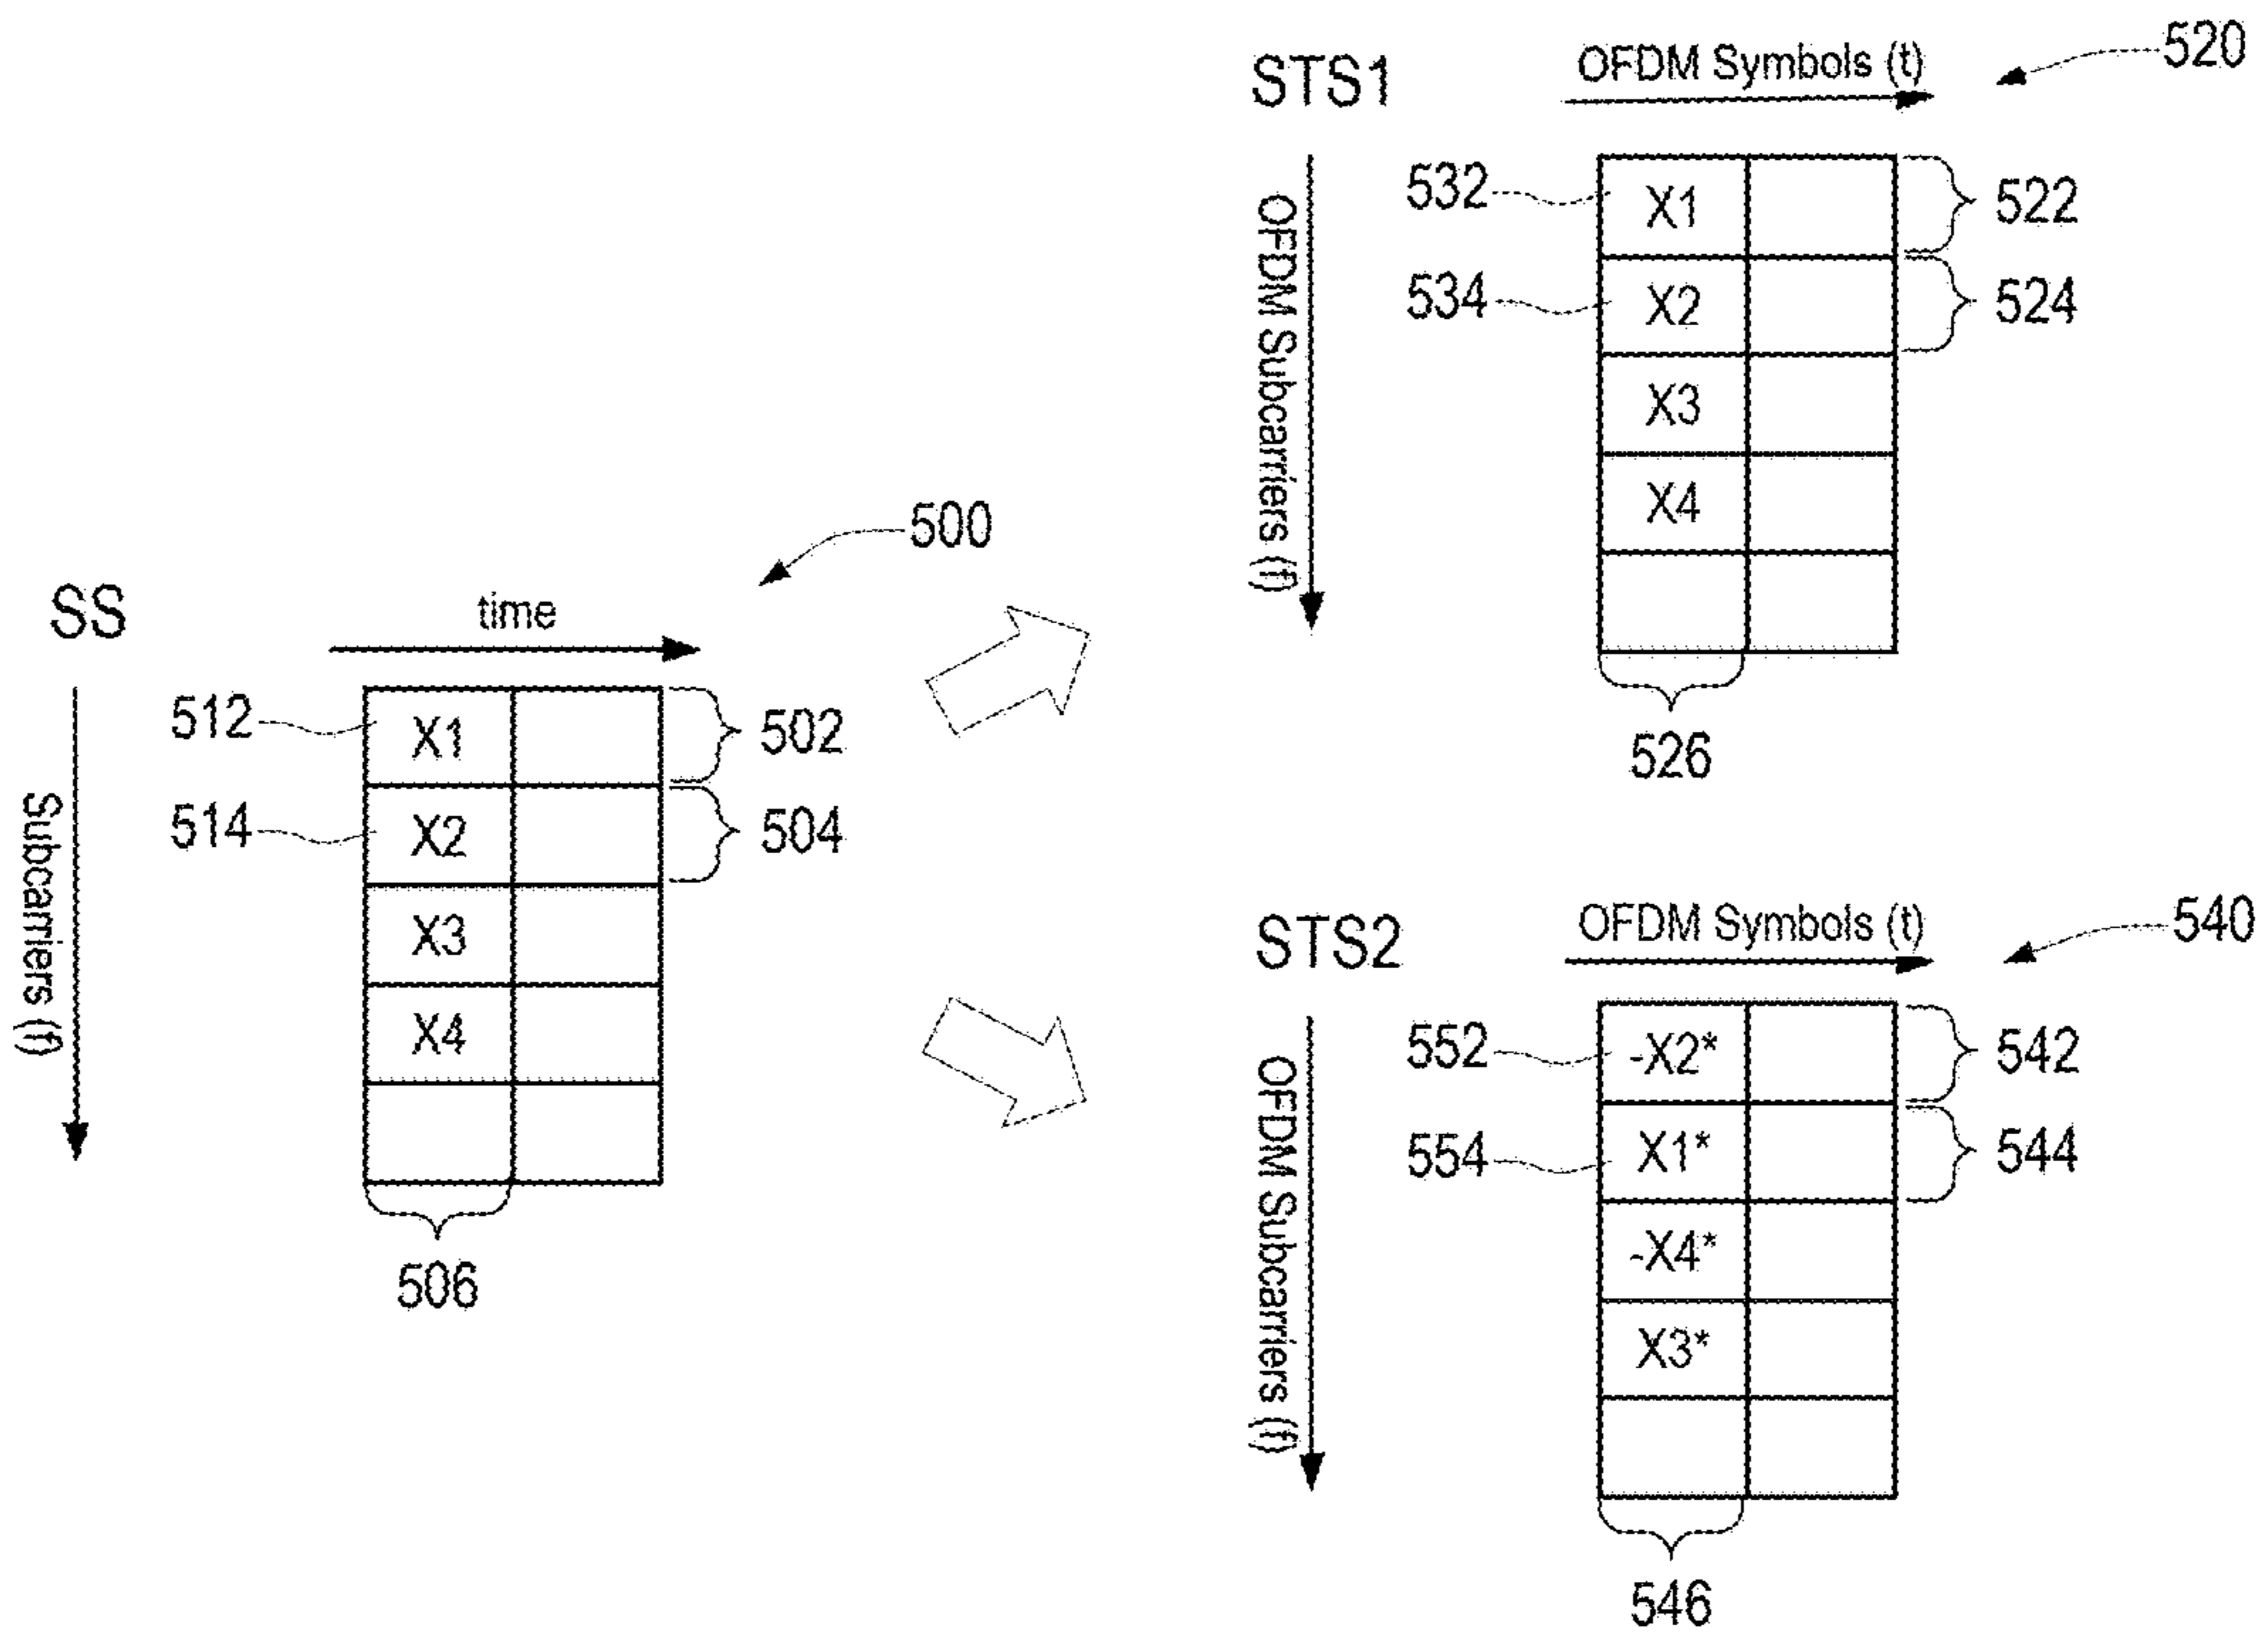 SS
time
500
Subcarriers (f)
512
X1
502
514
X2
504
X3
X4
506
STS1
OFDM Symbols (t)
520
OFDM Subcarriers (f)
532
X1
522
534
X2
524
X3
X4
526
STS2
OFDM Symbols (t)
540
OFDM Subcarriers (f)
552
-X2*
542
554
X1*
544
-X4*
X3*
546